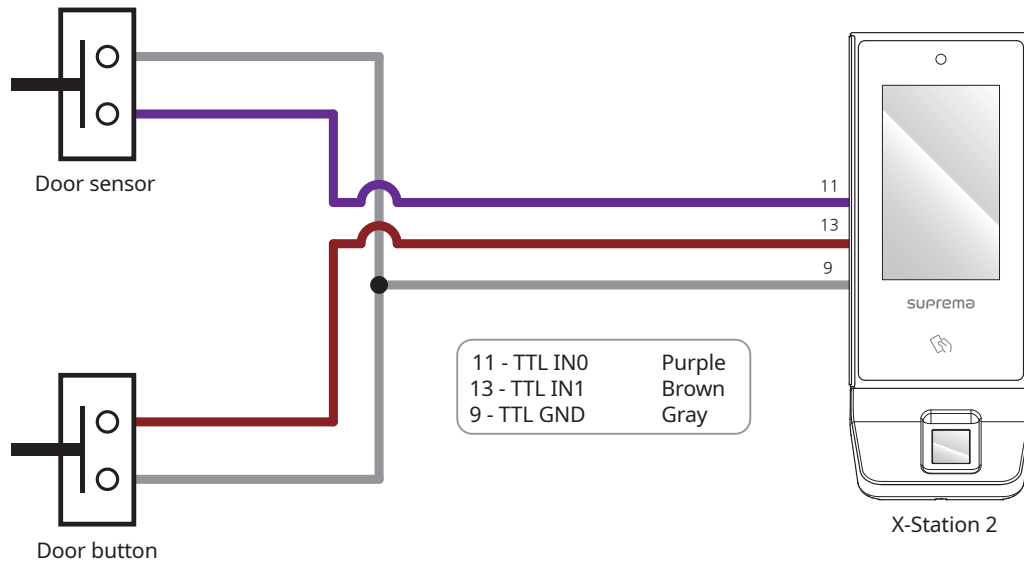 Door sensor
11
13
9
suprema
11 - TTL IN0 Purple
13 - TTL IN1 Brown
9 - TTL GND Gray
X-Station 2
Door button